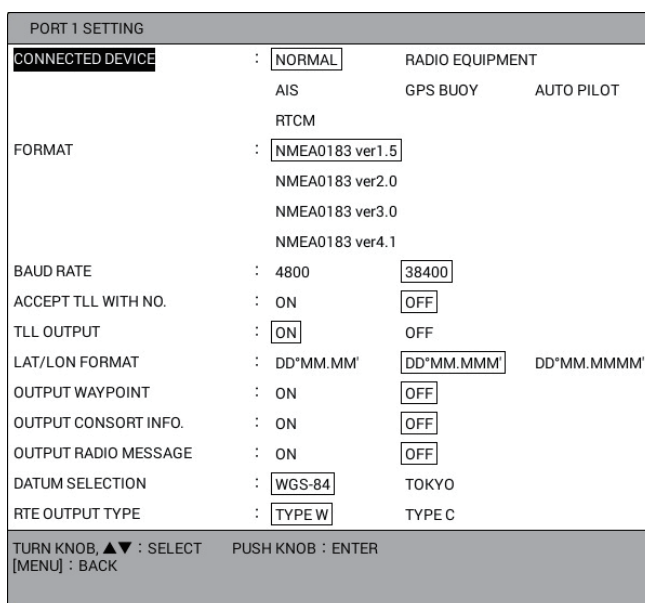 PORT 1 SETTING
CONNECTED DEVICE : NORMAL RADIO EQUIPMENT
AIS GPS BUOY AUTO PILOT
RTCM
FORMAT : NMEA0183 ver1.5
NMEA0183 ver2.0
NMEA0183 ver3.0
NMEA0183 ver4.1
BAUD RATE : 4800 38400
ACCEPT TLL WITH NO. : ON OFF
TLL OUTPUT : ON OFF
LAT/LON FORMAT : DD°MM.MM' DD°MM.MMM' DD°MM.MMMM'
OUTPUT WAYPOINT : ON OFF
OUTPUT CONSORT INFO. : ON OFF
OUTPUT RADIO MESSAGE : ON OFF
DATUM SELECTION : WGS-84 TOKYO
RTE OUTPUT TYPE : TYPE W TYPE C
TURN KNOB, ▲▼ : SELECT PUSH KNOB : ENTER
[MENU] : BACK